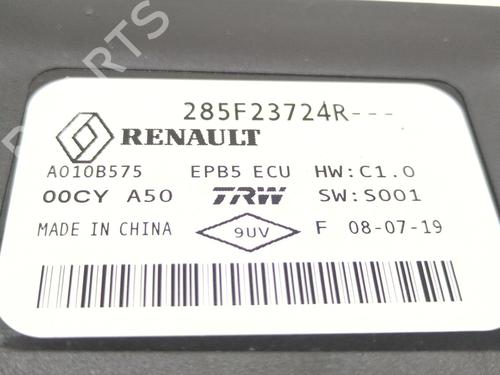 285F23724R---
RENAULT
A010B575 EPB5 ECU HW:C1.0
00CY A50 TRW SW:S001
MADE IN CHINA 9UV F 08-07-19
PARTS